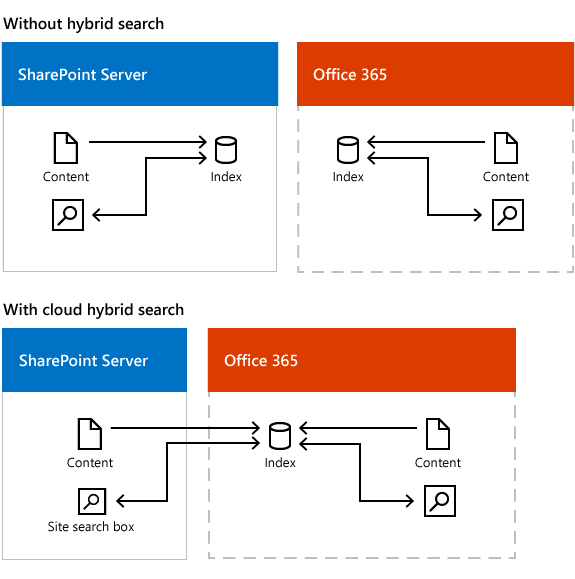 Without hybrid search
SharePoint Server
Office 365
Content
Index
Index
Content
With cloud hybrid search
SharePoint Server
Office 365
Content
Index
Content
Site search box